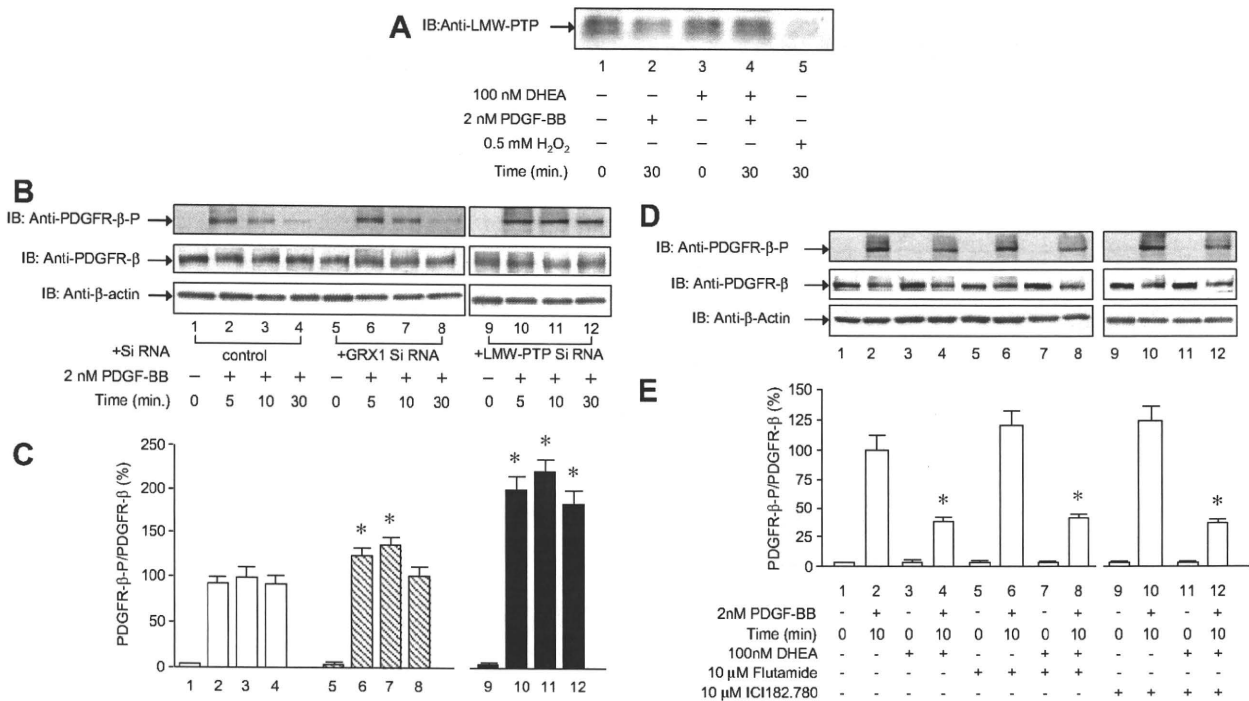 A
IB:Anti-LMW-PTP
1 2 3 4 5
100 nM DHEA – – + + –
2 nM PDGF-BB – + – + –
0.5 mM H2O2 – – – – +
Time (min.) 0 30 0 30 30
B
IB: Anti-PDGFR-β-P
IB: Anti-PDGFR-β
IB: Anti-β-actin
1 2 3 4 5 6 7 8 9 10 11 12
+Si RNA control +GRX1 Si RNA +LMW-PTP Si RNA
2 nM PDGF-BB – + + + – + + + – + + +
Time (min.) 0 5 10 30 0 5 10 30 0 5 10 30
C
PDGFR-β-P/PDGFR-β (%)
250
200
150
100
50
0
* * * * *
1 2 3 4 5 6 7 8 9 10 11 12
D
IB: Anti-PDGFR-β-P
IB: Anti-PDGFR-β
IB: Anti-β-Actin
1 2 3 4 5 6 7 8 9 10 11 12
E
PDGFR-β-P/PDGFR-β (%)
150
125
100
75
50
25
0
* * *
1 2 3 4 5 6 7 8 9 10 11 12
2nM PDGF-BB - + - + - + - + - + - +
Time (min) 0 10 0 10 0 10 0 10 0 10 0 10
100nM DHEA - - + + - - + + - - + +
10 µM Flutamide - - - - + + + + - - - -
10 µM ICI182.780 - - - - - - - - + + + +